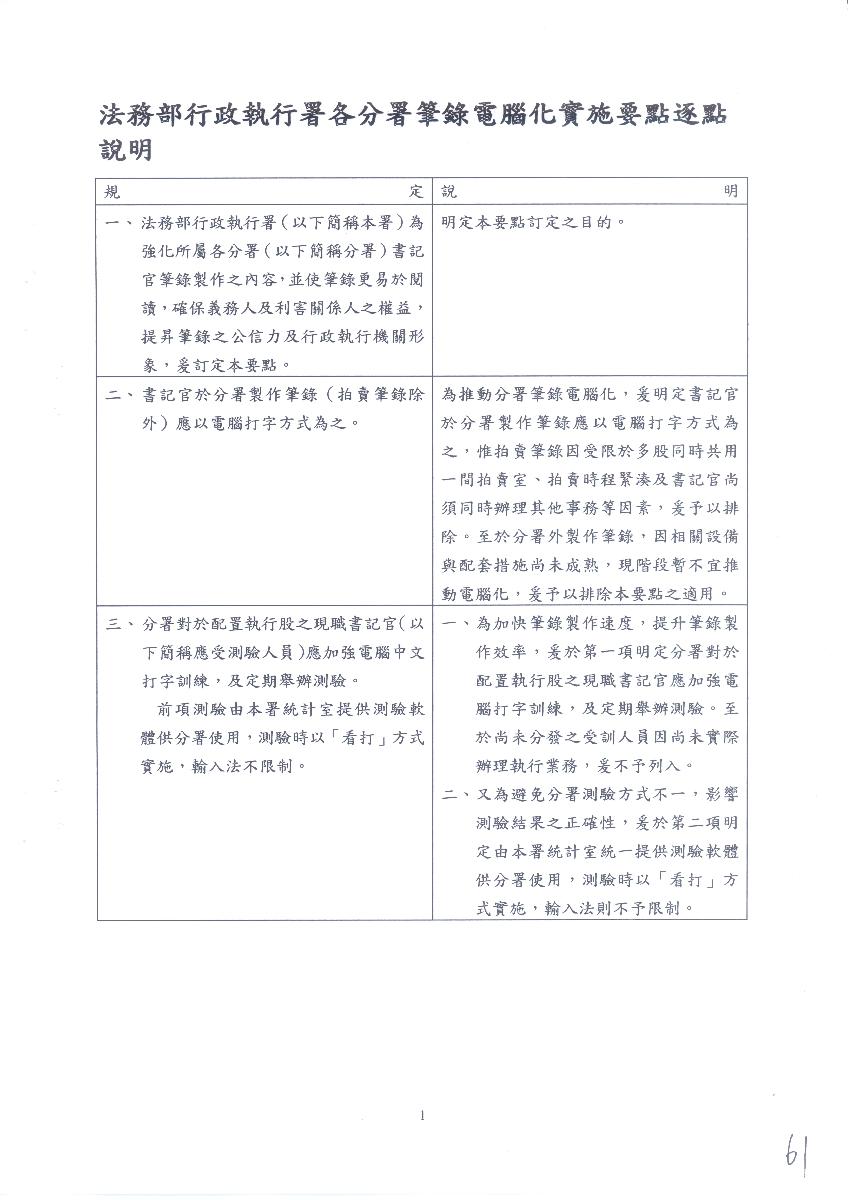 法務部行政執行署各分署筆錄電腦化實施要點逐點
說明
規 定
說 明
一、法務部行政執行署（以下簡稱本署）為
強化所屬各分署（以下簡稱分署）書記
官筆錄製作之內容，並使筆錄更易於閱
讀，確保義務人及利害關係人之權益，
提昇筆錄之公信力及行政執行機關形
象，爰訂定本要點。
明定本要點訂定之目的。
二、書記官於分署製作筆錄（拍賣筆錄除
外）應以電腦打字方式為之。
為推動分署筆錄電腦化，爰明定書記官
於分署製作筆錄應以電腦打字方式為
之，惟拍賣筆錄因受限於多股同時共用
一間拍賣室、拍賣時程緊湊及書記官尚
須同時辦理其他事務等因素，爰予以排
除。至於分署外製作筆錄，因相關設備
與配套措施尚未成熟，現階段暫不宜推
動電腦化，爰予以排除本要點之適用。
三、分署對於配置執行股之現職書記官（以
下簡稱應受測驗人員）應加強電腦中文
打字訓練，及定期舉辦測驗。
前項測驗由本署統計室提供測驗軟
體供分署使用，測驗時以「看打」方式
實施，輸入法不限制。
一、為加快筆錄製作速度，提升筆錄製
作效率，爰於第一項明定分署對於
配置執行股之現職書記官應加強電
腦打字訓練，及定期舉辦測驗。至
於尚未分發之受訓人員因尚未實際
辦理執行業務，爰不予列入。
二、又為避免分署測驗方式不一，影響
測驗結果之正確性，爰於第二項明
定由本署統計室統一提供測驗軟體
供分署使用，測驗時以「看打」方
式實施，輸入法則不予限制。
1
61